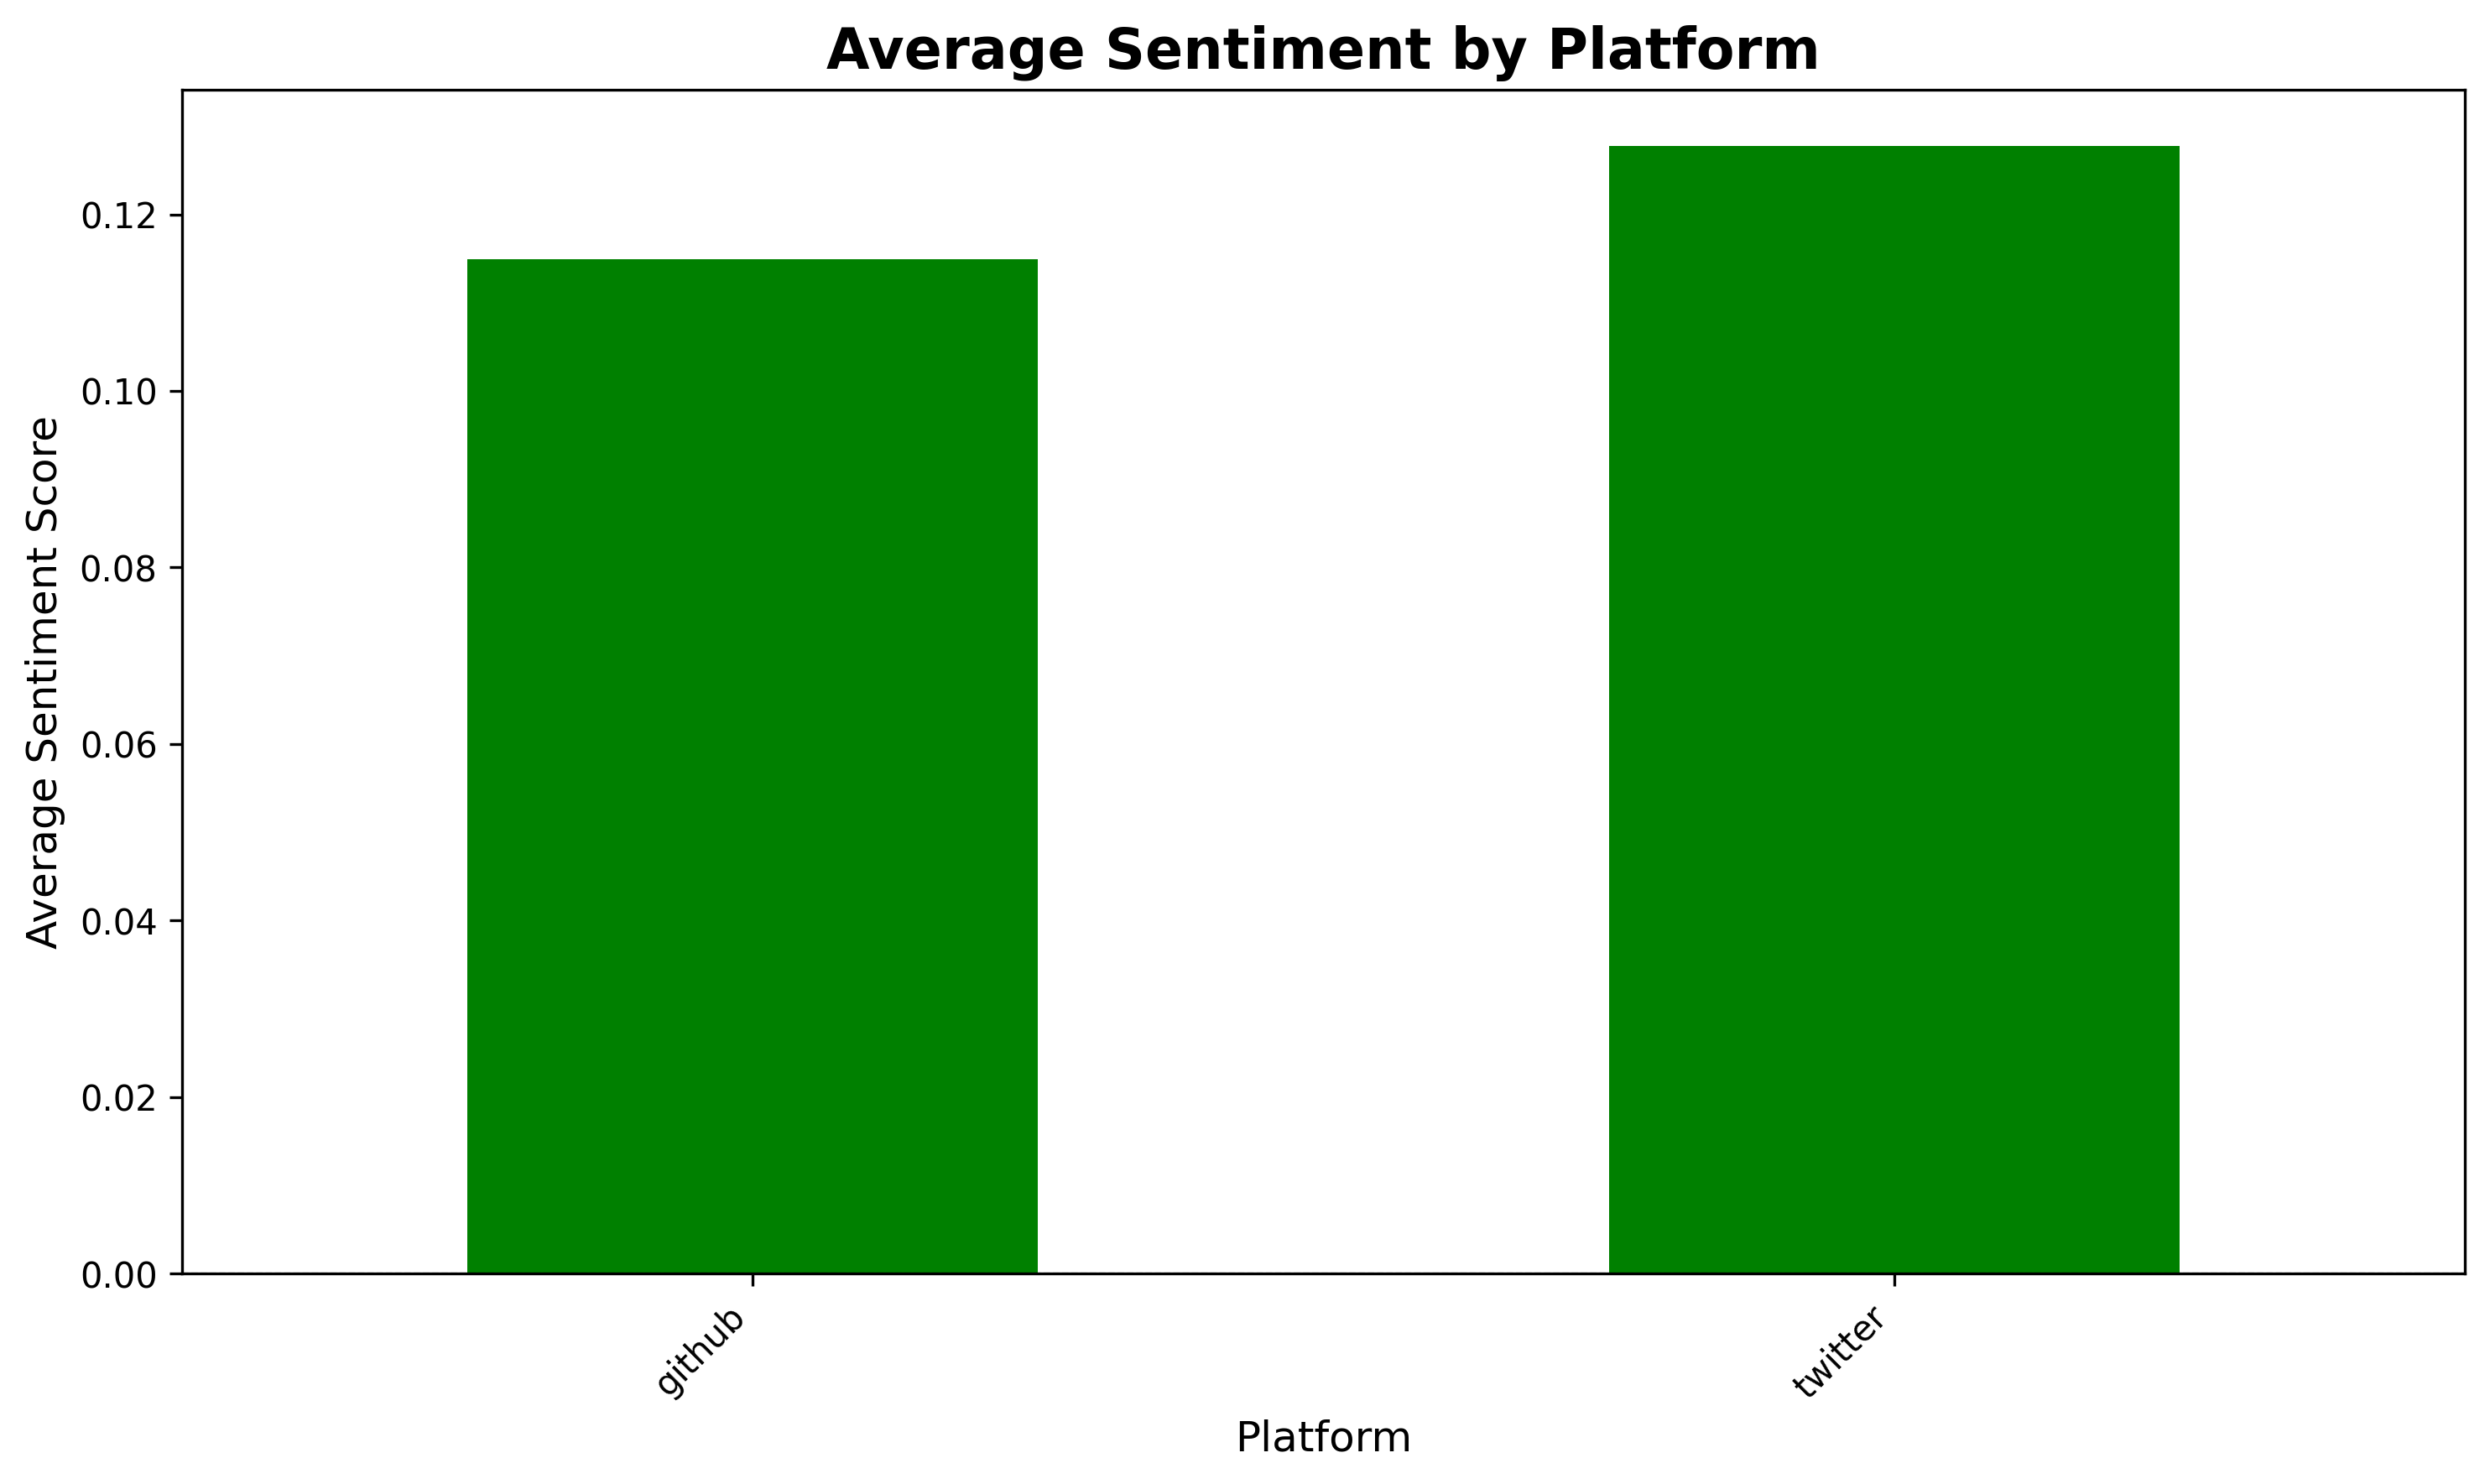 Average Sentiment by Platform
Average Sentiment Score
0.12
0.10
0.08
0.06
0.04
0.02
0.00
github
twitter
Platform